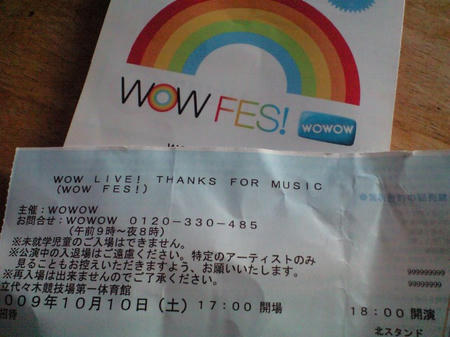 WOW FES!
WOWOW
WOW LIVE! THANKS FOR MUSIC
(WOW FES!)
主催:WOWOW
お問合せ:WOWOW 0120-330-485
(午前9時~夜8時)
※未就学児童のご入場はできません。
※公演中の入退場はご遠慮ください。特定のアーティストのみ
見ることもお控えいただきますよう、お願いいたします。
※再入場は出来ませんのでご了承ください。
999999999
立代々木競技場第一体育館
999999999
009年10月10日(土) 17:00 開場 18:00 開演
招待
北スタンド